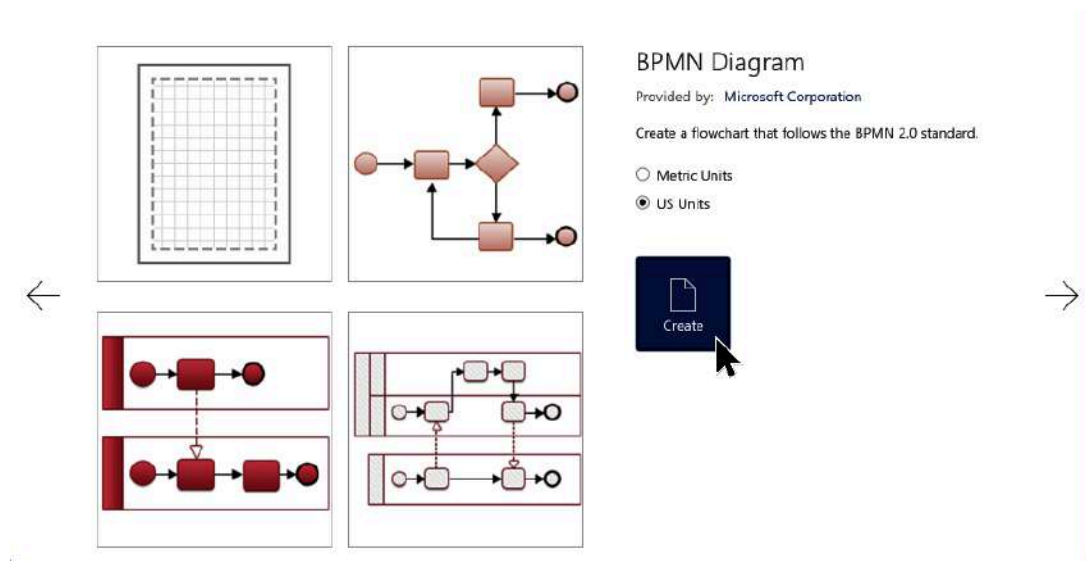 BPMN Diagram
Provided by: Microsoft Corporation
Create a flowchart that follows the BPMN 2.0 standard.
Metric Units
US Units
Create